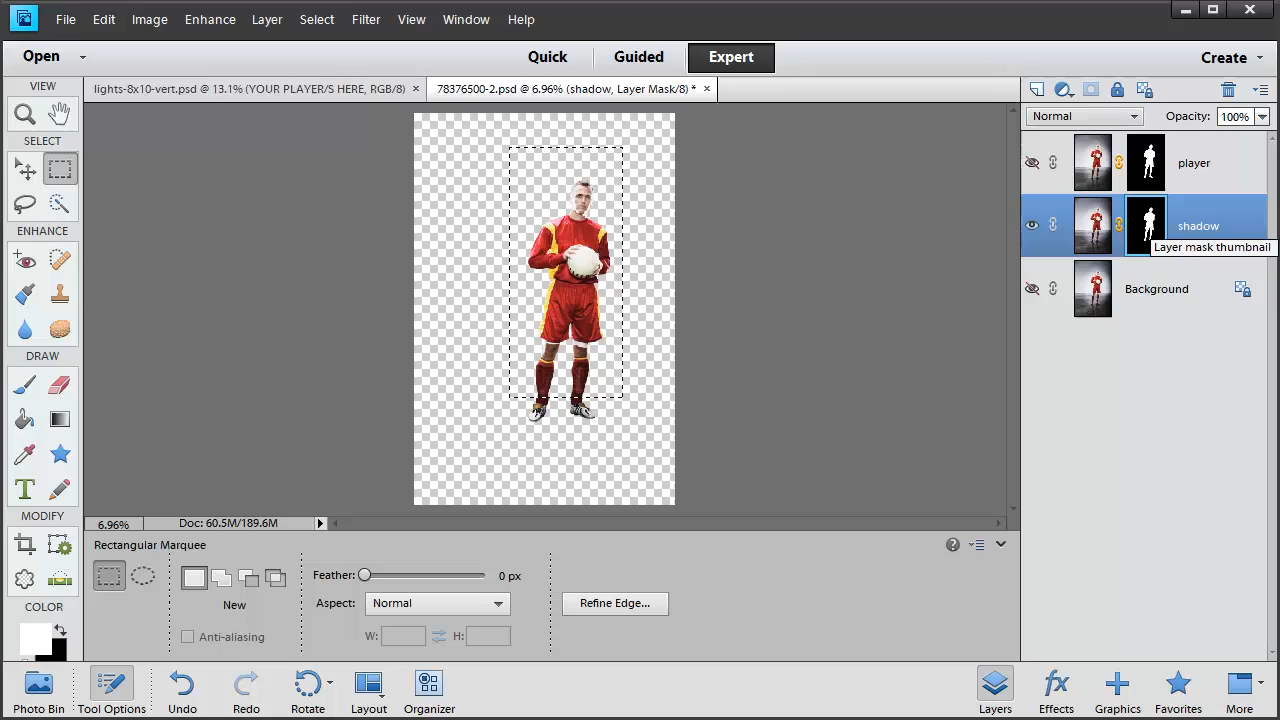 File Edit Image Enhance Layer Select Filter View Window Help
Open Quick Guided Expert Create
VIEW
lights-8x10-vert.psd @ 13.1% (YOUR PLAYER/S HERE, RGB/8) ×
78376500-2.psd @ 6.96% (shadow, Layer Mask/8) * ×
Normal Opacity: 100%
SELECT
player
shadow
Layer mask thumbnail
ENHANCE
Background
DRAW
T
MODIFY
6.96% Doc: 60.5M/189.6M
Rectangular Marquee
Feather: 0 px
New
Aspect: Normal
Refine Edge...
Anti-aliasing
W: H:
COLOR
Photo Bin Tool Options Undo Redo Rotate Layout Organizer
fx
Layers Effects Graphics Favorites More